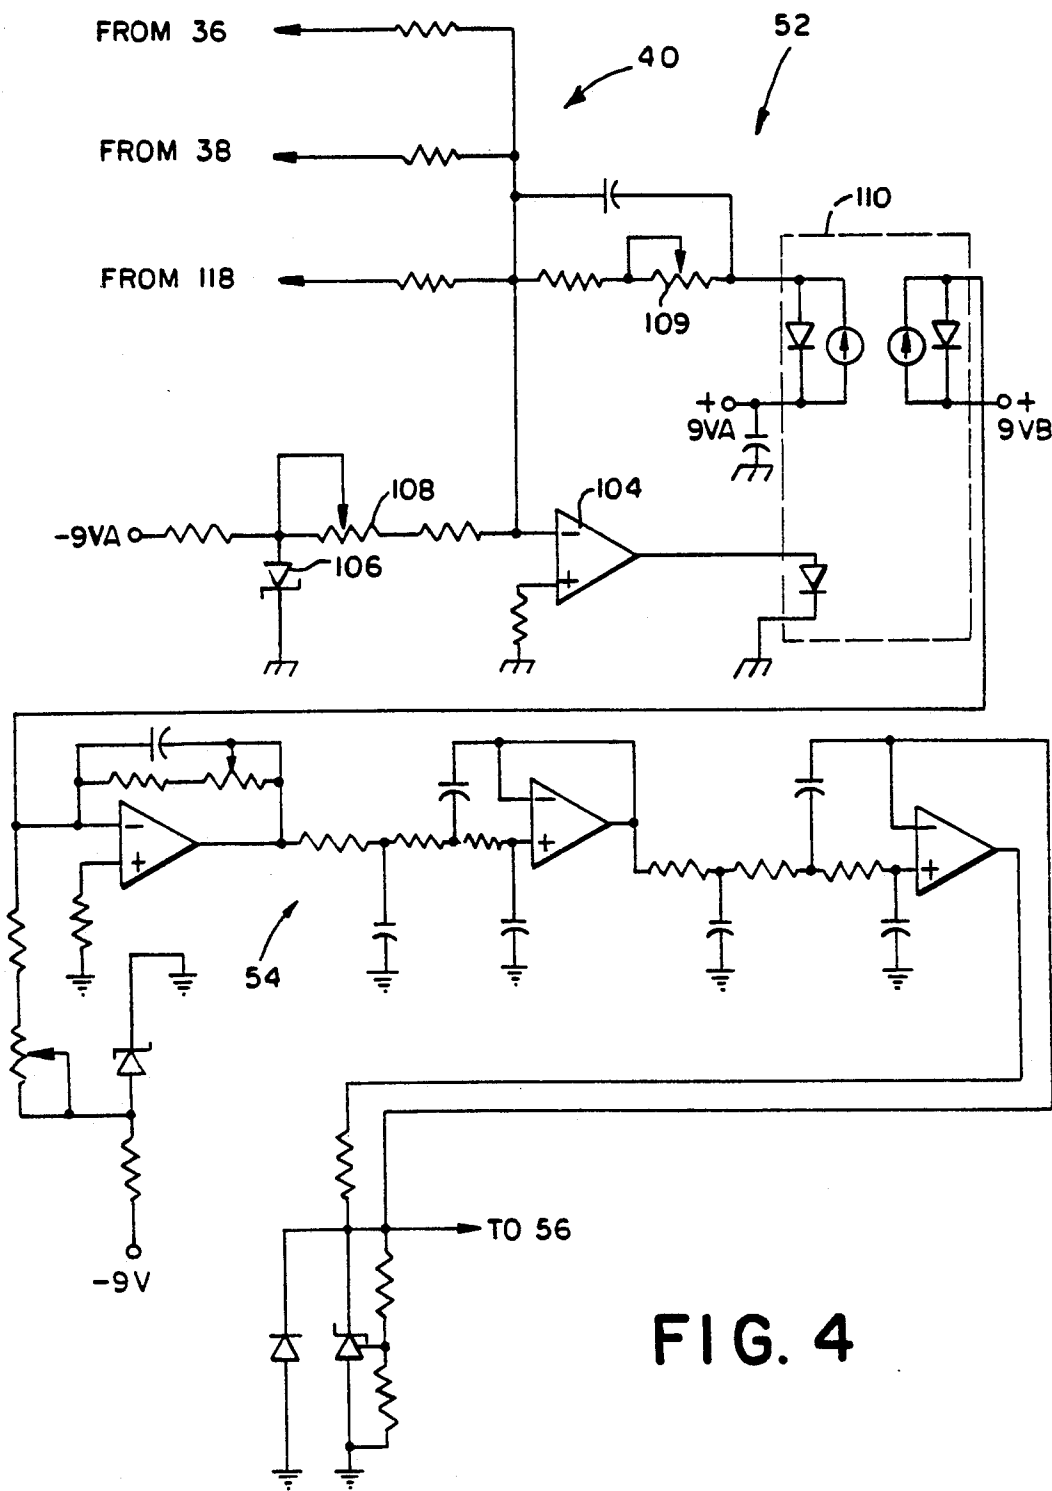 FROM 36
52
40
FROM 38
110
FROM 118
109
+
9VA
+
9VB
108
104
-9VA
106
−
+
−
+
−
+
−
+
54
-9V
TO 56
FIG. 4